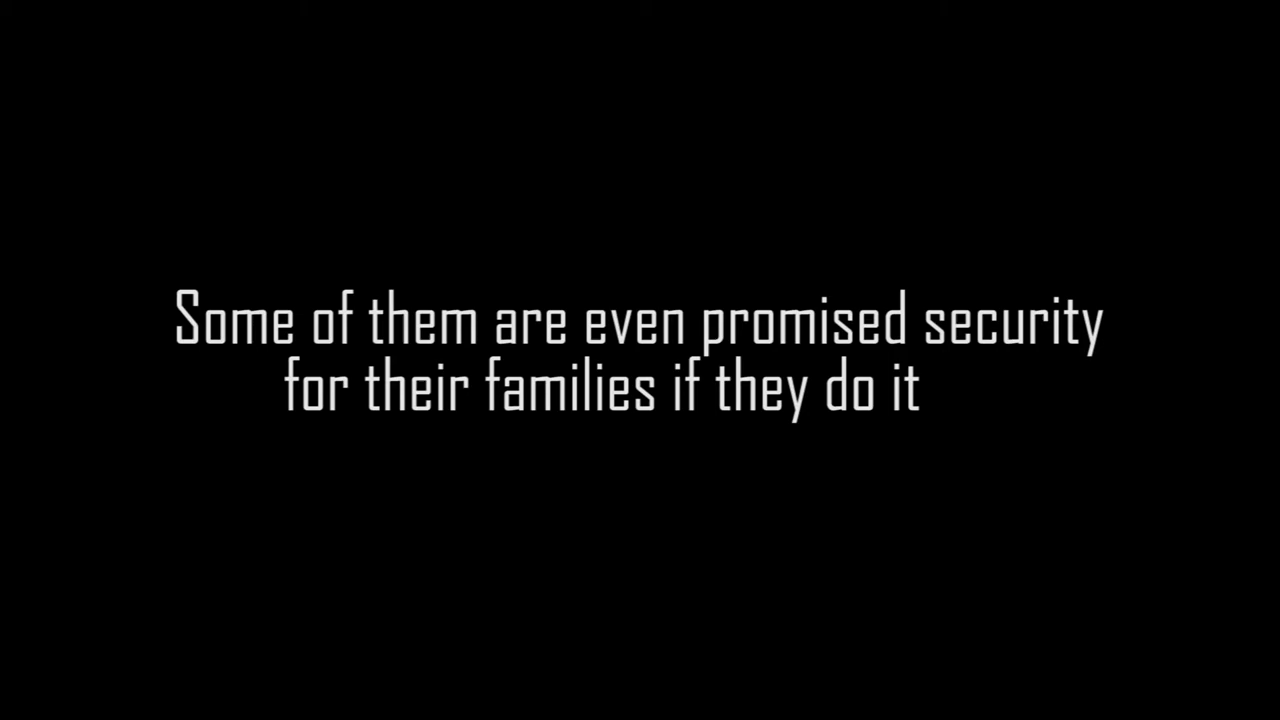 Some of them are even promised security
for their families if they do it